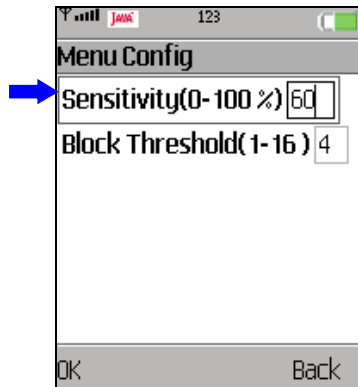 JAVA 123
Menu Config
Sensitivity(0-100 %) 60
Block Threshold(1-16 ) 4
OK Back